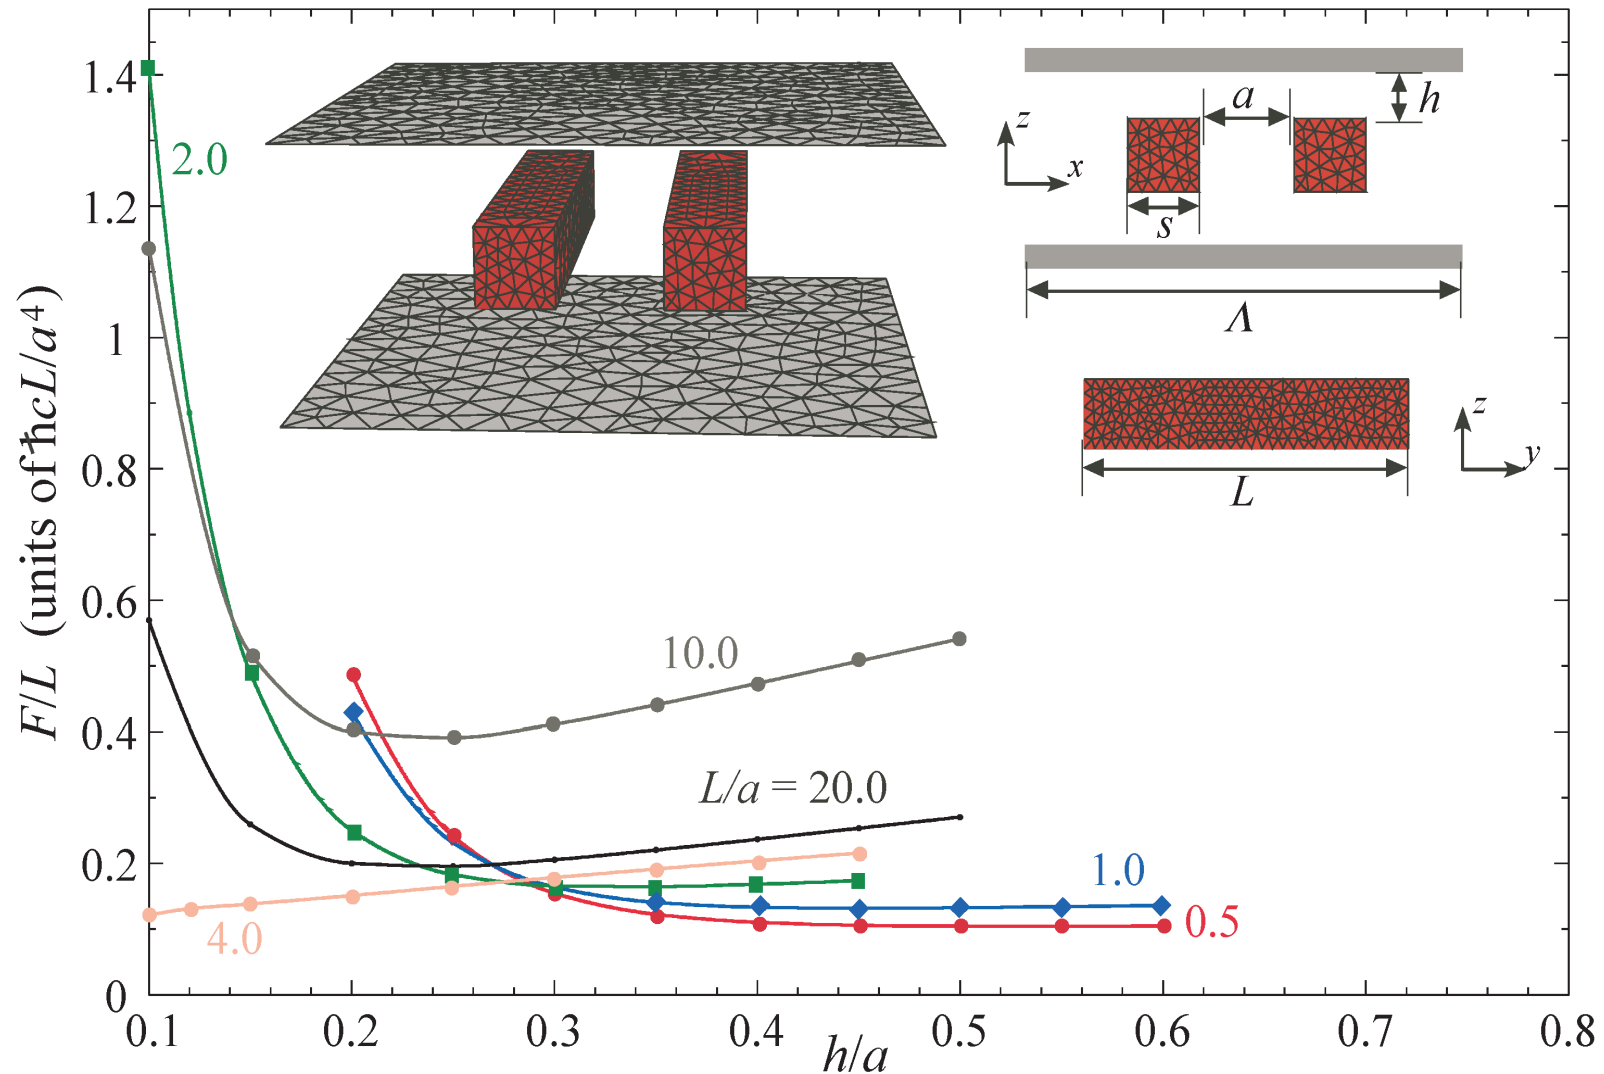 1.4
1.2
1
0.8
0.6
0.4
0.2
0
F/L (units of ħcL/a⁴)
2.0
10.0
L/a = 20.0
4.0
1.0
0.5
z
x
a
h
s
Λ
z
y
L
0.1 0.2 0.3 0.4 0.5 0.6 0.7 0.8
h/a